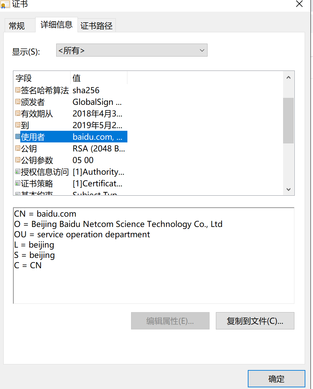 证书
常规 详细信息 证书路径
显示(S): <所有>
字段 值
签名哈希算法 sha256
颁发者 GlobalSign ...
有效期从 2018年4月3...
到 2019年5月2...
使用者 baidu.com, ...
公钥 RSA (2048 B...
公钥参数 05 00
授权信息访问 [1]Authority...
证书策略 [1]Certificat...
基本约束 Subject Typ...
CN = baidu.com
O = Beijing Baidu Netcom Science Technology Co., Ltd
OU = service operation department
L = beijing
S = beijing
C = CN
编辑属性(E)... 复制到文件(C)...
确定